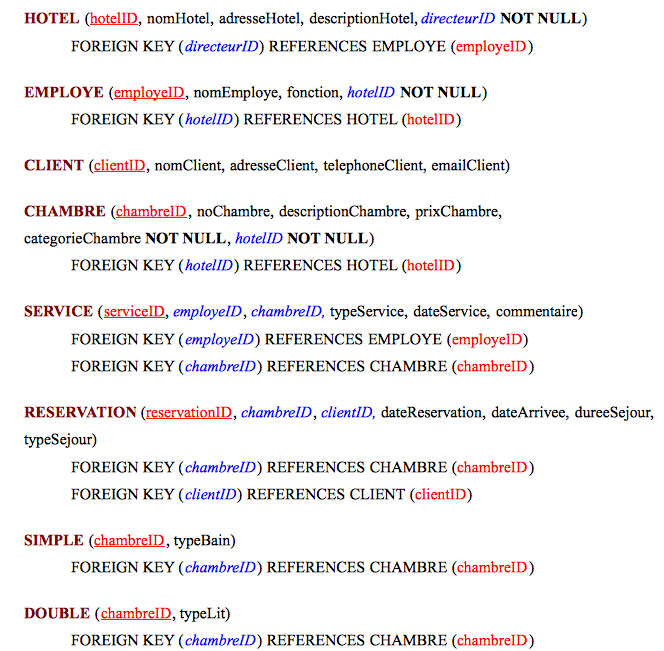 HOTEL (hotelID, nomHotel, adresseHotel, descriptionHotel, directeurID NOT NULL)
FOREIGN KEY (directeurID) REFERENCES EMPLOYE (employeID)
EMPLOYE (employeID, nomEmploye, fonction, hotelID NOT NULL)
FOREIGN KEY (hotelID) REFERENCES HOTEL (hotelID)
CLIENT (clientID, nomClient, adresseClient, telephoneClient, emailClient)
CHAMBRE (chambreID, noChambre, descriptionChambre, prixChambre,
categorieChambre NOT NULL, hotelID NOT NULL)
FOREIGN KEY (hotelID) REFERENCES HOTEL (hotelID)
SERVICE (serviceID, employeID, chambreID, typeService, dateService, commentaire)
FOREIGN KEY (employeID) REFERENCES EMPLOYE (employeID)
FOREIGN KEY (chambreID) REFERENCES CHAMBRE (chambreID)
RESERVATION (reservationID, chambreID, clientID, dateReservation, dateArrivee, dureeSejour,
typeSejour)
FOREIGN KEY (chambreID) REFERENCES CHAMBRE (chambreID)
FOREIGN KEY (clientID) REFERENCES CLIENT (clientID)
SIMPLE (chambreID, typeBain)
FOREIGN KEY (chambreID) REFERENCES CHAMBRE (chambreID)
DOUBLE (chambreID, typeLit)
FOREIGN KEY (chambreID) REFERENCES CHAMBRE (chambreID)